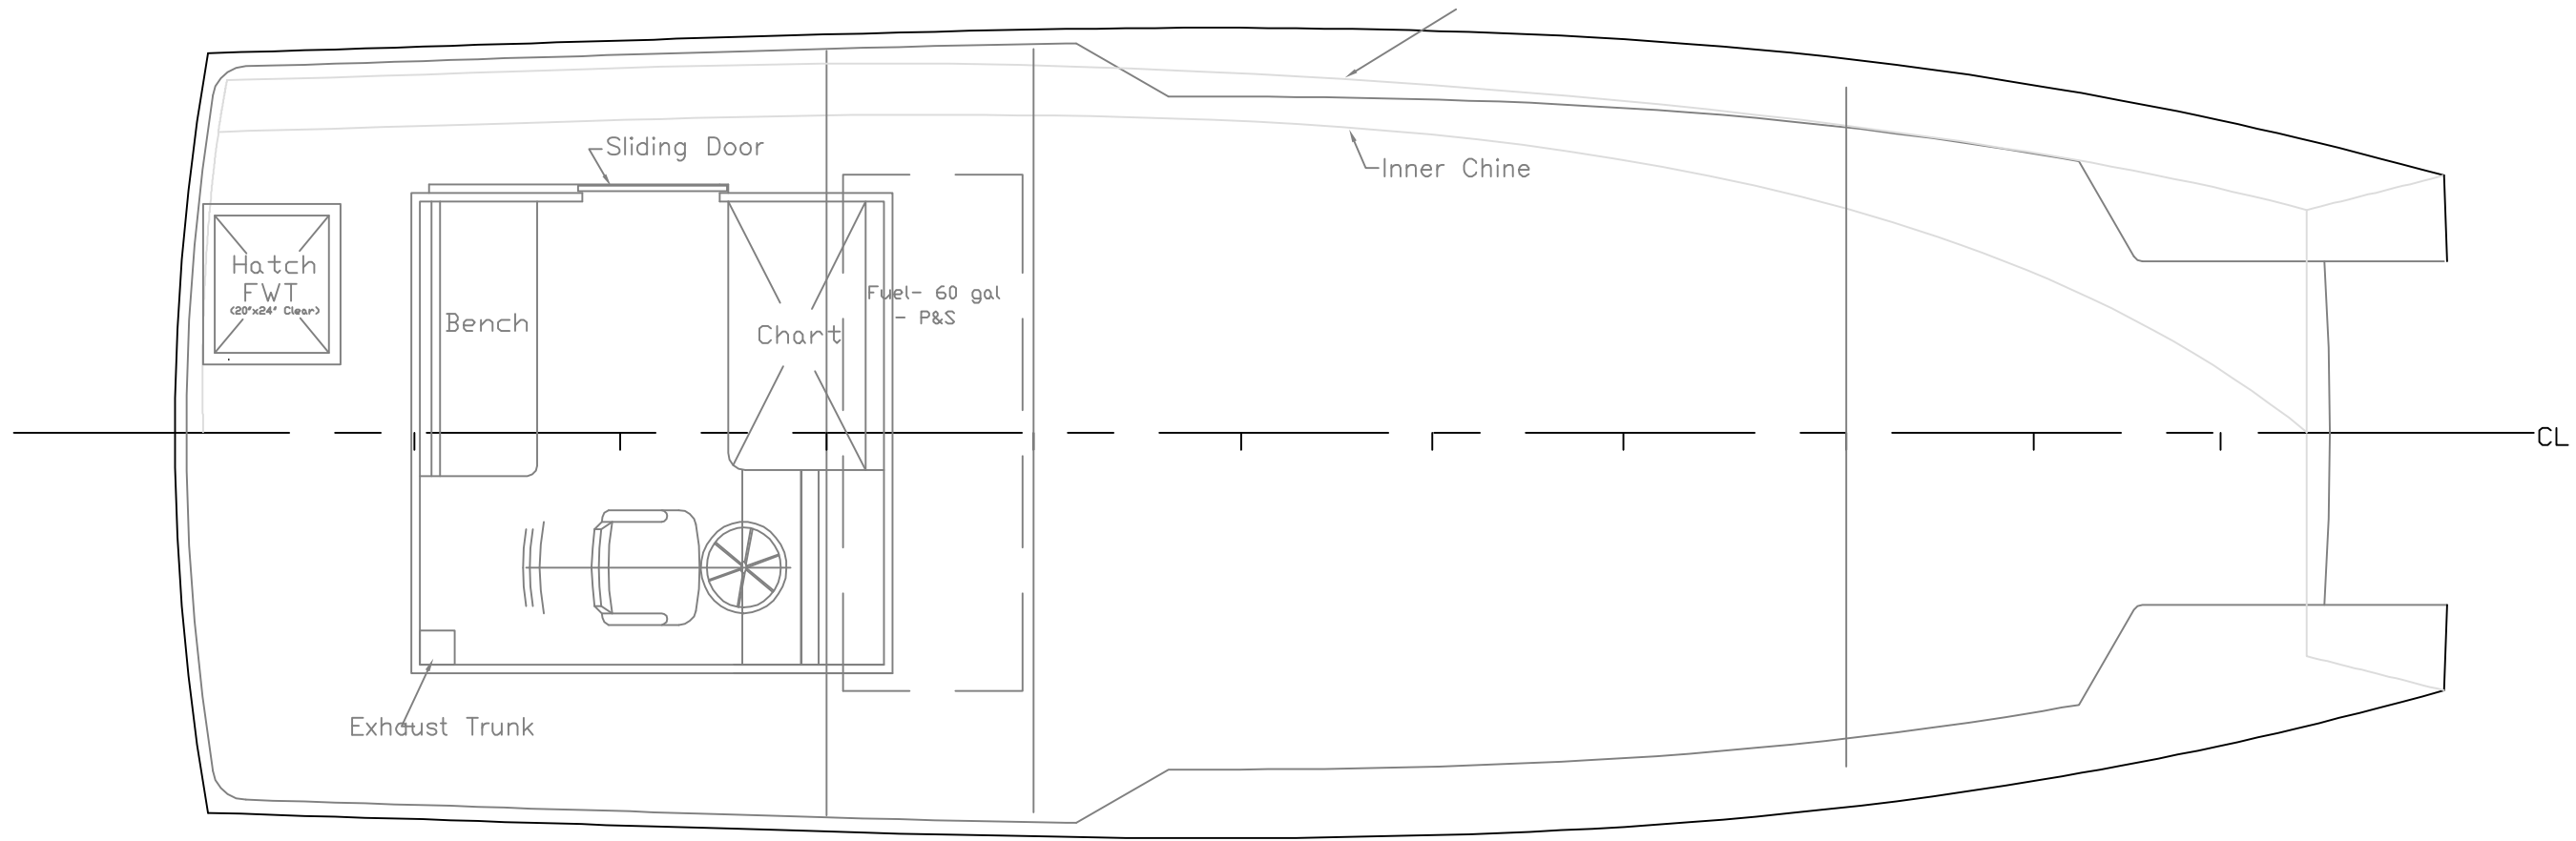 Sliding Door
Inner Chine
Hatch
FWT
(20"x24" Clear)
Bench
Chart
Fuel- 60 gal
- P&S
CL
Exhaust Trunk